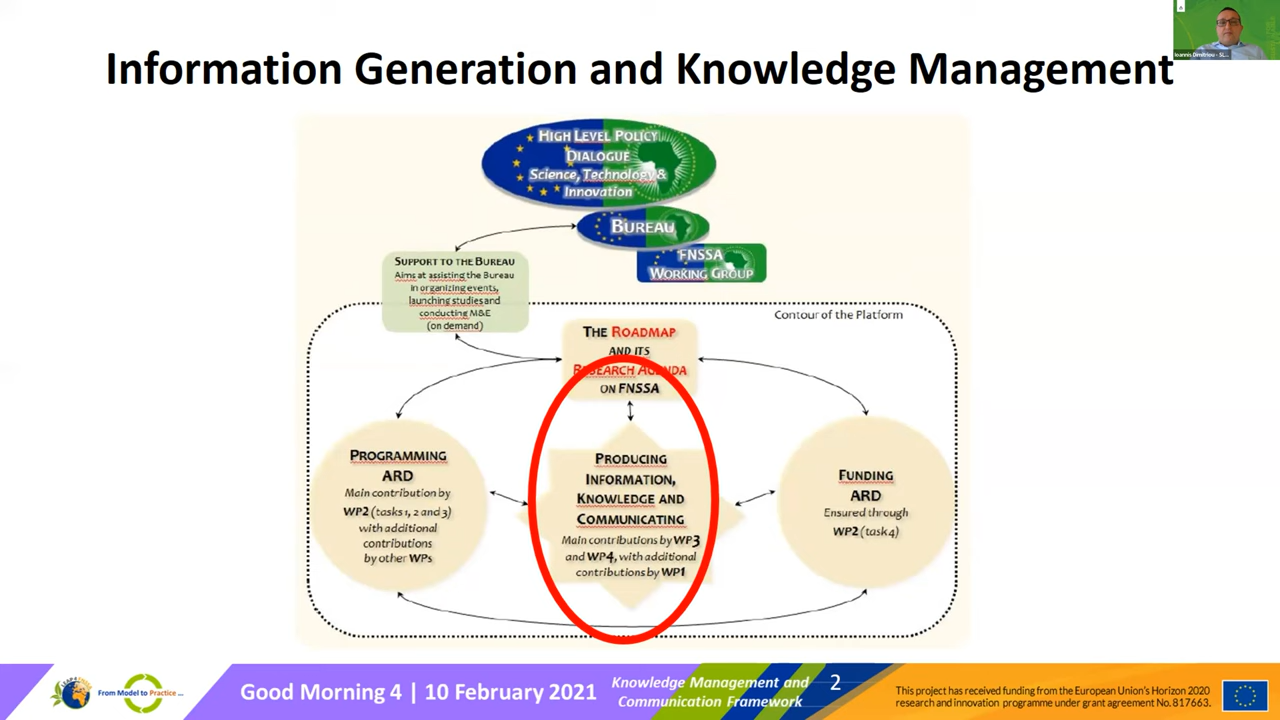 Ioannis Dimitriou - SL...
Information Generation and Knowledge Management
HIGH LEVEL POLICY
DIALOGUE
Science, Technology &
Innovation
BUREAU
FNSSA
WORKING GROUP
SUPPORT TO THE BUREAU
Aims at assisting the Bureau
in organizing events,
launching studies and
conducting M&E
(on demand)
Contour of the Platform
THE ROADMAP
AND ITS
RESEARCH AGENDA
ON FNSSA
PROGRAMMING
ARD
Main contribution by
WP2 (tasks 1, 2 and 3)
with additional
contributions
by other WPs
PRODUCING
INFORMATION,
KNOWLEDGE AND
COMMUNICATING
Main contributions by WP3
and WP4, with additional
contributions by WP1
FUNDING
ARD
Ensured through
WP2 (task 4)
From Model to Practice ...
Good Morning 4 | 10 February 2021
Knowledge Management and
Communication Framework
2
This project has received funding from the European Union's Horizon 2020
research and innovation programme under grant agreement No. 817663.